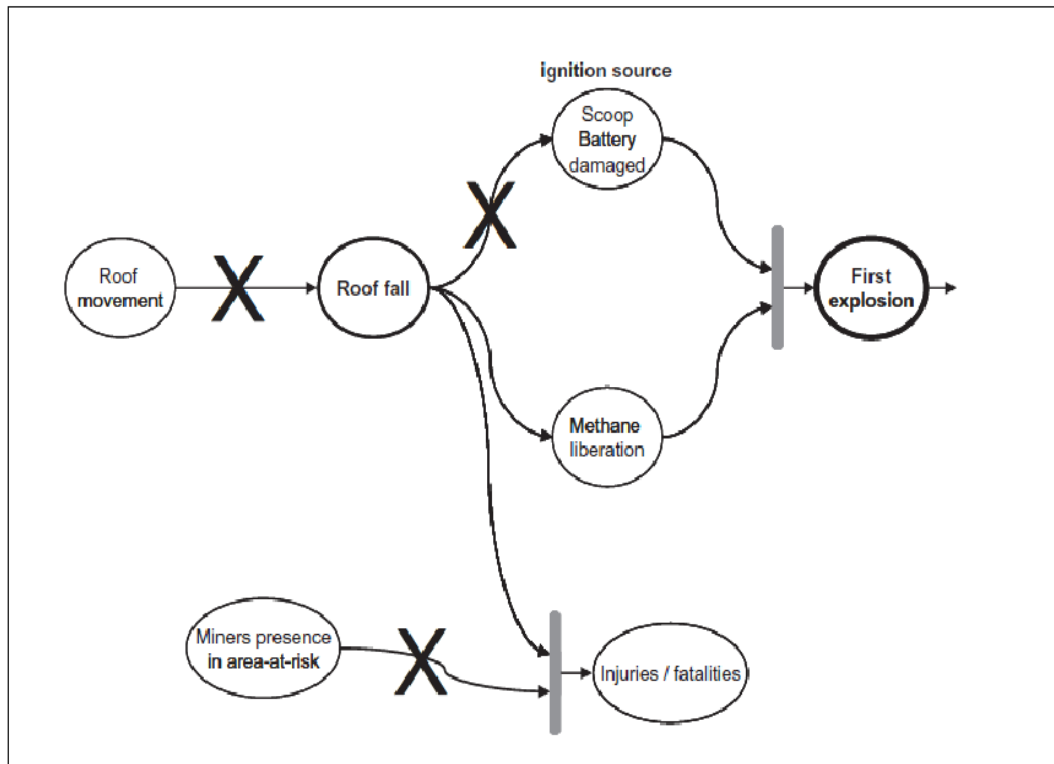 ignition source
Scoop
Battery
damaged
X
Roof
movement
X
Roof fall
First
explosion
Methane
liberation
Miners presence
in area-at-risk
X
Injuries / fatalities